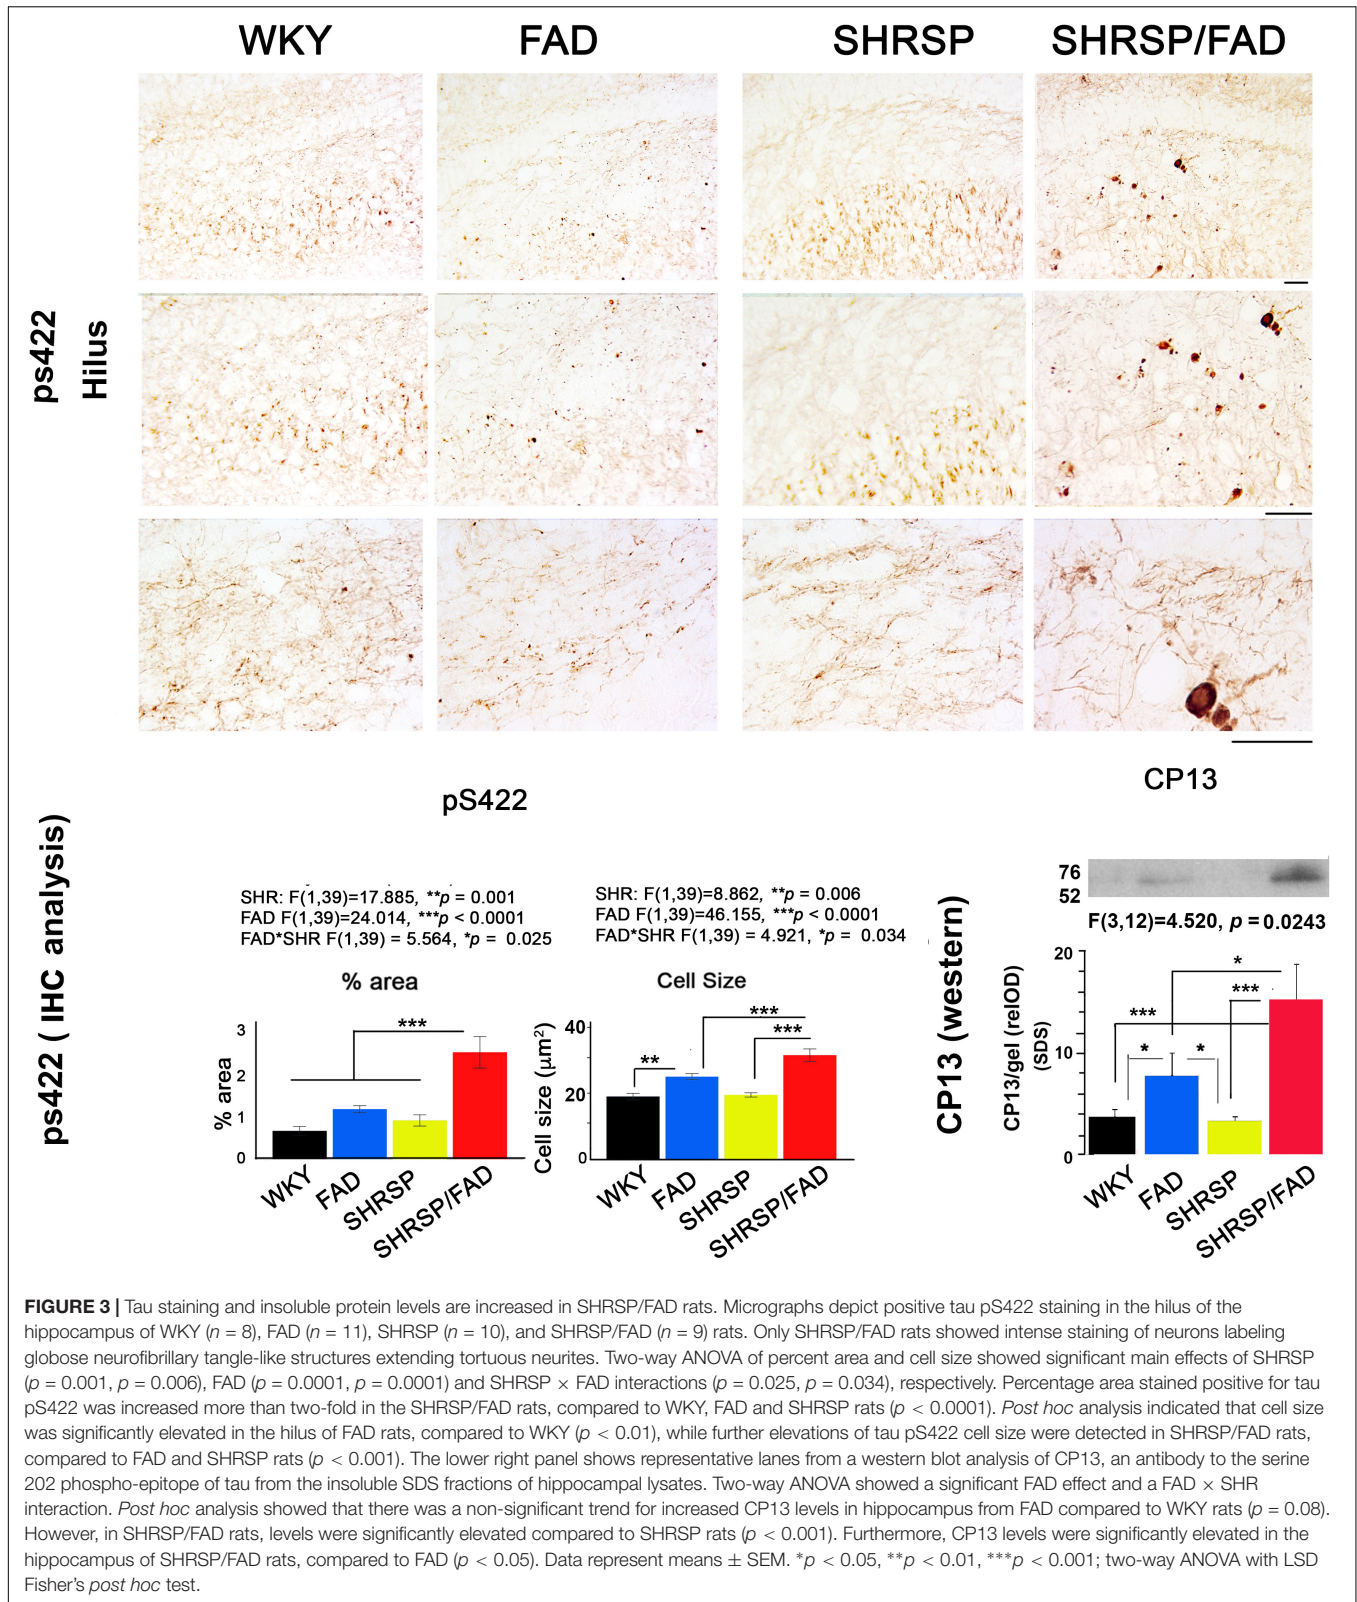 WKY FAD SHRSP SHRSP/FAD
ps422
Hilus
CP13
pS422
ps422 ( IHC analysis)
SHR: F(1,39)=17.885, **p = 0.001
FAD F(1,39)=24.014, ***p < 0.0001
FAD*SHR F(1,39) = 5.564, *p = 0.025
% area
***
3
2
1
0
% area
WKY
FAD
SHRSP
SHRSP/FAD
SHR: F(1,39)=8.862, **p = 0.006
FAD F(1,39)=46.155, ***p < 0.0001
FAD*SHR F(1,39) = 4.921, *p = 0.034
Cell Size
***
***
**
40
20
0
Cell size (µm²)
WKY
FAD
SHRSP
SHRSP/FAD
CP13 (western)
76
52
F(3,12)=4.520, p = 0.0243
*
***
***
*
*
20
10
0
CP13/gel (relOD)
(SDS)
WKY
FAD
SHRSP
SHRSP/FAD
FIGURE 3 | Tau staining and insoluble protein levels are increased in SHRSP/FAD rats. Micrographs depict positive tau pS422 staining in the hilus of the
hippocampus of WKY (n = 8), FAD (n = 11), SHRSP (n = 10), and SHRSP/FAD (n = 9) rats. Only SHRSP/FAD rats showed intense staining of neurons labeling
globose neurofibrillary tangle-like structures extending tortuous neurites. Two-way ANOVA of percent area and cell size showed significant main effects of SHRSP
(p = 0.001, p = 0.006), FAD (p = 0.0001, p = 0.0001) and SHRSP × FAD interactions (p = 0.025, p = 0.034), respectively. Percentage area stained positive for tau
pS422 was increased more than two-fold in the SHRSP/FAD rats, compared to WKY, FAD and SHRSP rats (p < 0.0001). Post hoc analysis indicated that cell size
was significantly elevated in the hilus of FAD rats, compared to WKY (p < 0.01), while further elevations of tau pS422 cell size were detected in SHRSP/FAD rats,
compared to FAD and SHRSP rats (p < 0.001). The lower right panel shows representative lanes from a western blot analysis of CP13, an antibody to the serine
202 phospho-epitope of tau from the insoluble SDS fractions of hippocampal lysates. Two-way ANOVA showed a significant FAD effect and a FAD × SHR
interaction. Post hoc analysis showed that there was a non-significant trend for increased CP13 levels in hippocampus from FAD compared to WKY rats (p = 0.08).
However, in SHRSP/FAD rats, levels were significantly elevated compared to SHRSP rats (p < 0.001). Furthermore, CP13 levels were significantly elevated in the
hippocampus of SHRSP/FAD rats, compared to FAD (p < 0.05). Data represent means ± SEM. *p < 0.05, **p < 0.01, ***p < 0.001; two-way ANOVA with LSD
Fisher's post hoc test.